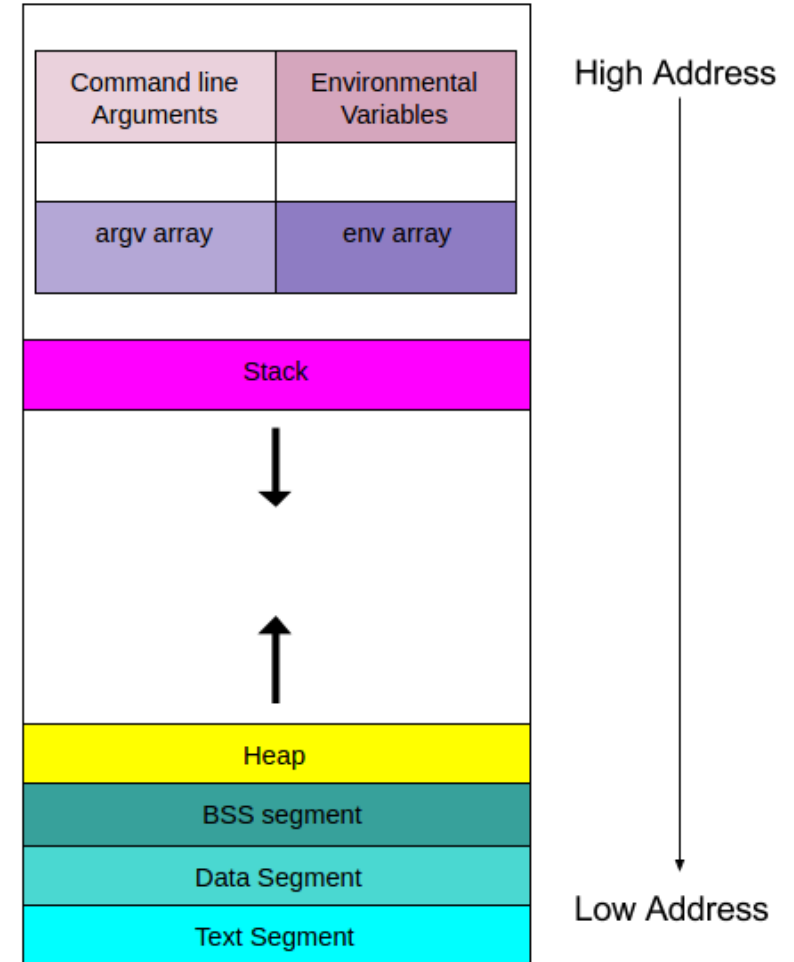 High Address
Command line
Arguments
Environmental
Variables
argv array
env array
Stack
Heap
BSS segment
Data Segment
Low Address
Text Segment